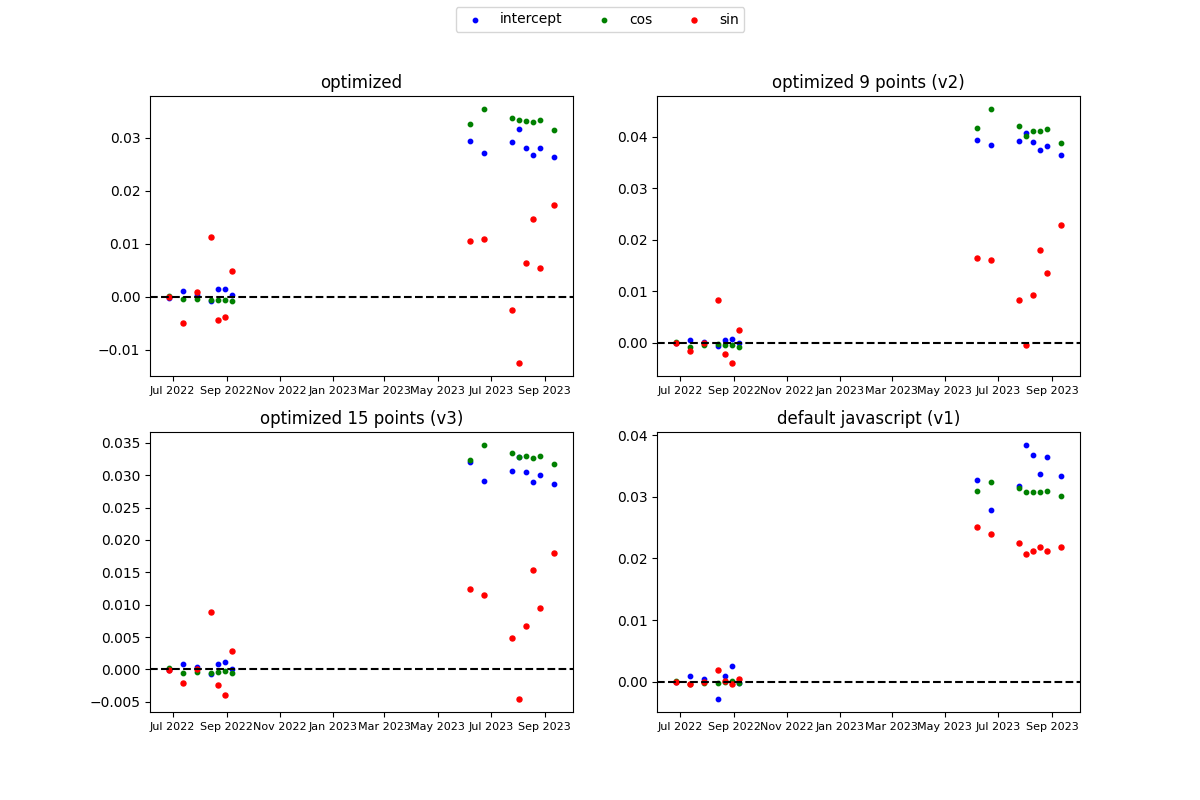 intercept cos sin
optimized
0.03
0.02
0.01
0.00
−0.01
Jul 2022 Sep 2022 Nov 2022 Jan 2023 Mar 2023 May 2023 Jul 2023 Sep 2023
optimized 9 points (v2)
0.04
0.03
0.02
0.01
0.00
Jul 2022 Sep 2022 Nov 2022 Jan 2023 Mar 2023 May 2023 Jul 2023 Sep 2023
optimized 15 points (v3)
0.035
0.030
0.025
0.020
0.015
0.010
0.005
0.000
−0.005
Jul 2022 Sep 2022 Nov 2022 Jan 2023 Mar 2023 May 2023 Jul 2023 Sep 2023
default javascript (v1)
0.04
0.03
0.02
0.01
0.00
Jul 2022 Sep 2022 Nov 2022 Jan 2023 Mar 2023 May 2023 Jul 2023 Sep 2023